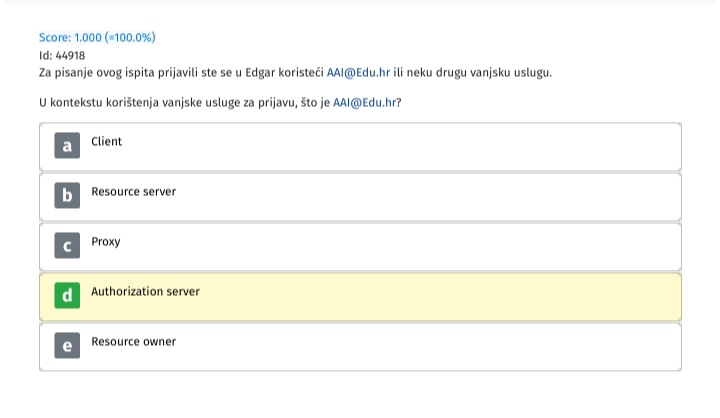 Score: 1.000 (=100.0%)
Id: 44918
Za pisanje ovog ispita prijavili ste se u Edgar koristeći AAI@Edu.hr ili neku drugu vanjsku uslugu.
U kontekstu korištenja vanjske usluge za prijavu, što je AAI@Edu.hr?
a Client
b Resource server
c Proxy
d Authorization server
e Resource owner